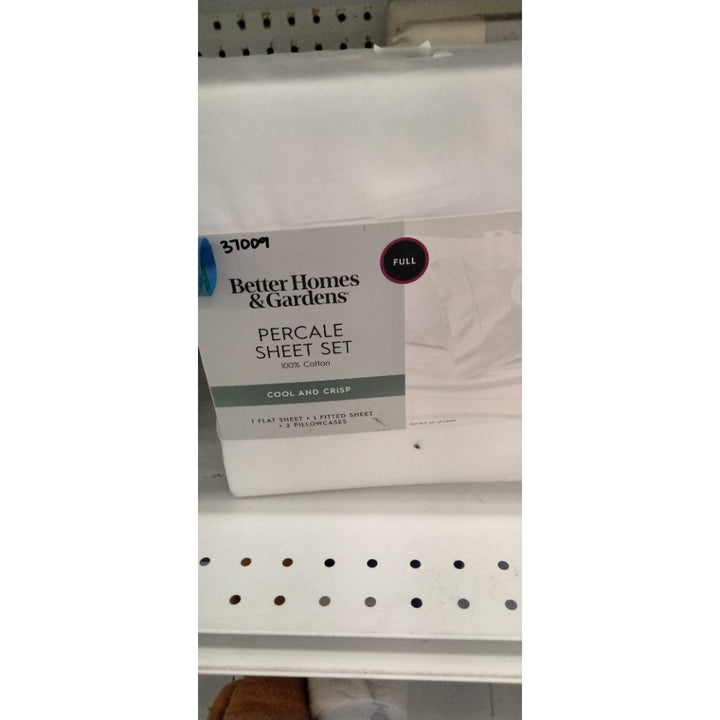 37009
FULL
Better Homes
& Gardens
PERCALE
SHEET SET
100% Cotton
COOL AND CRISP
1 FLAT SHEET + 1 FITTED SHEET
+ 2 PILLOWCASES